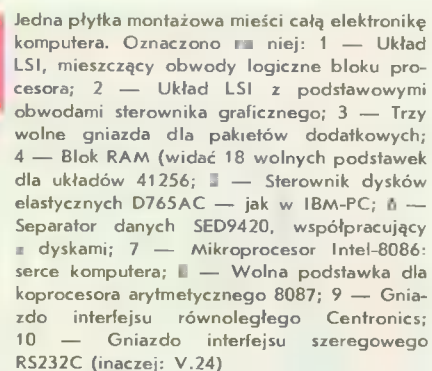 Jedna płytka montażowa mieści całą elektronikę
komputera. Oznaczono niej: 1 — Układ
LSI, mieszczący obwody logiczne bloku pro-
cesora; 2 — Układ LSI z podstawowymi
obwodami sterownika graficznego; 3 — Trzy
wolne gniazda dla pakietów dodatkowych;
4 — Blok RAM (widać 18 wolnych podstawek
dla układów 41256; — Sterownik dysków
elastycznych D765AC — jak w IBM-PC; —
Separator danych SED9420, współpracujący
dyskami; 7 — Mikroprocesor Intel-8086:
serce komputera; — Wolna podstawka dla
koprocesora arytmetycznego 8087; 9 — Gnia-
zdo interfejsu równoległego Centronics;
10 — Gniazdo interfejsu szeregowego
RS232C (inaczej: V.24)